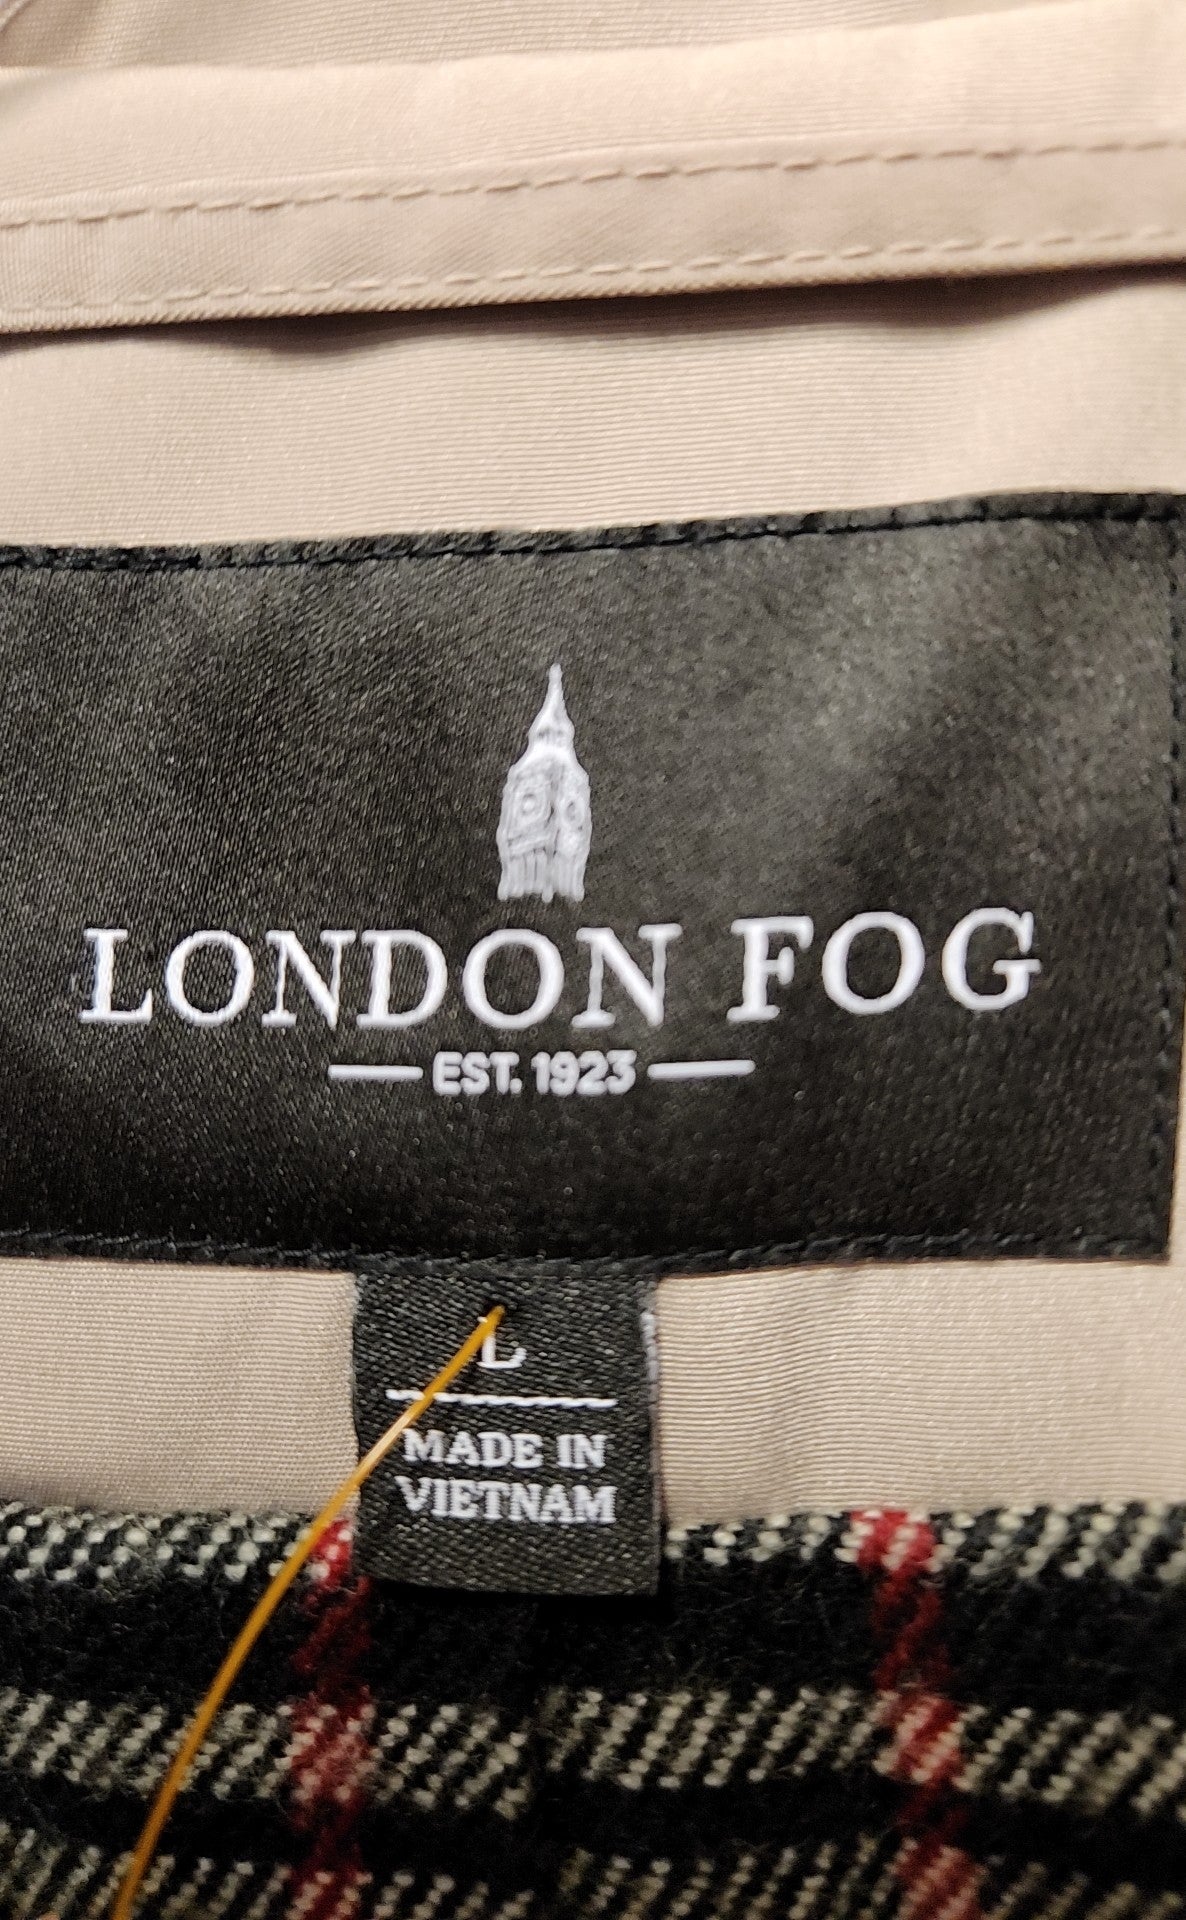 LONDON FOG
EST. 1923
L
MADE IN
VIETNAM